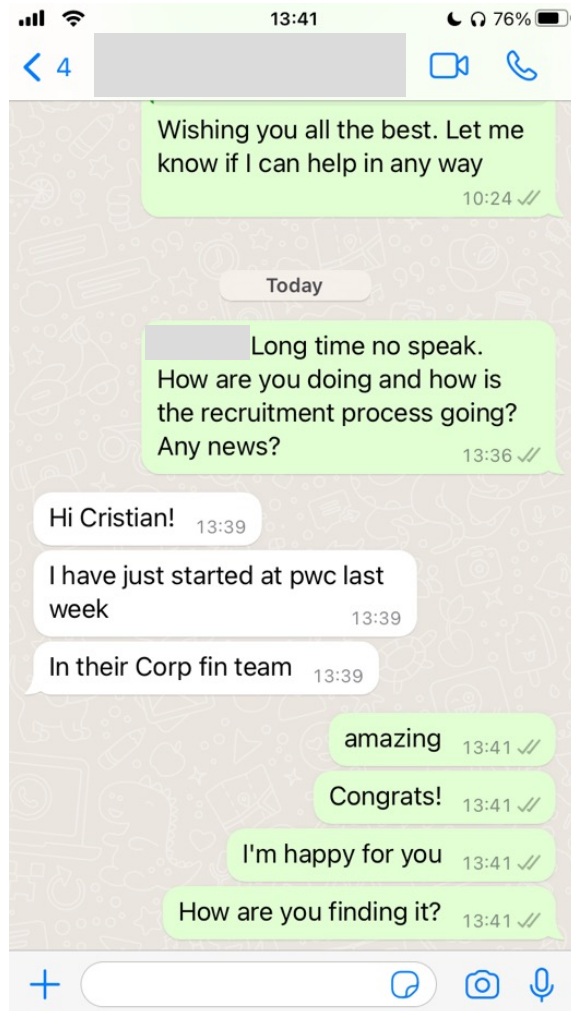 13:41
76%
4
Wishing you all the best. Let me
know if I can help in any way
10:24
Today
Long time no speak.
How are you doing and how is
the recruitment process going?
Any news?
13:36
Hi Cristian!
13:39
I have just started at pwc last
week
13:39
In their Corp fin team
13:39
amazing
13:41
Congrats!
13:41
I'm happy for you
13:41
How are you finding it?
13:41